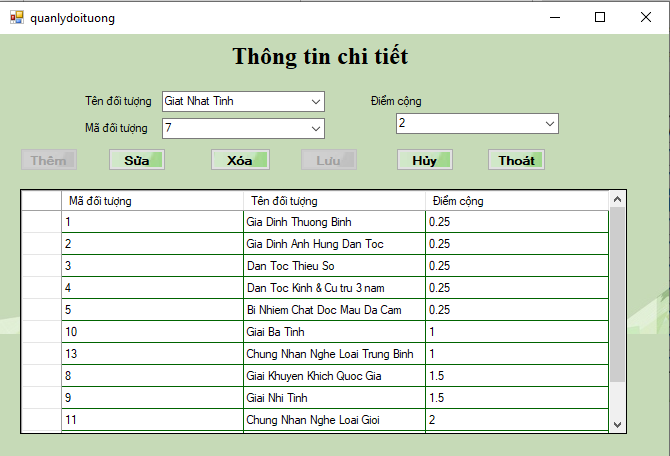 quanlydoituong
Thông tin chi tiết
Tên đối tượng Giat Nhat Tinh Điểm cộng
Mã đối tượng 7 2
Thêm Sửa Xóa Lưu Hủy Thoát
Mã đối tượng Tên đối tượng Điểm cộng
1 Gia Dinh Thuong Binh 0.25
2 Gia Dinh Anh Hung Dan Toc 0.25
3 Dan Toc Thieu So 0.25
4 Dan Toc Kinh & Cu tru 3 nam 0.25
5 Bi Nhiem Chat Doc Mau Da Cam 0.25
10 Giai Ba Tinh 1
13 Chung Nhan Nghe Loai Trung Binh 1
8 Giai Khuyen Khich Quoc Gia 1.5
9 Giai Nhi Tinh 1.5
11 Chung Nhan Nghe Loai Gioi 2